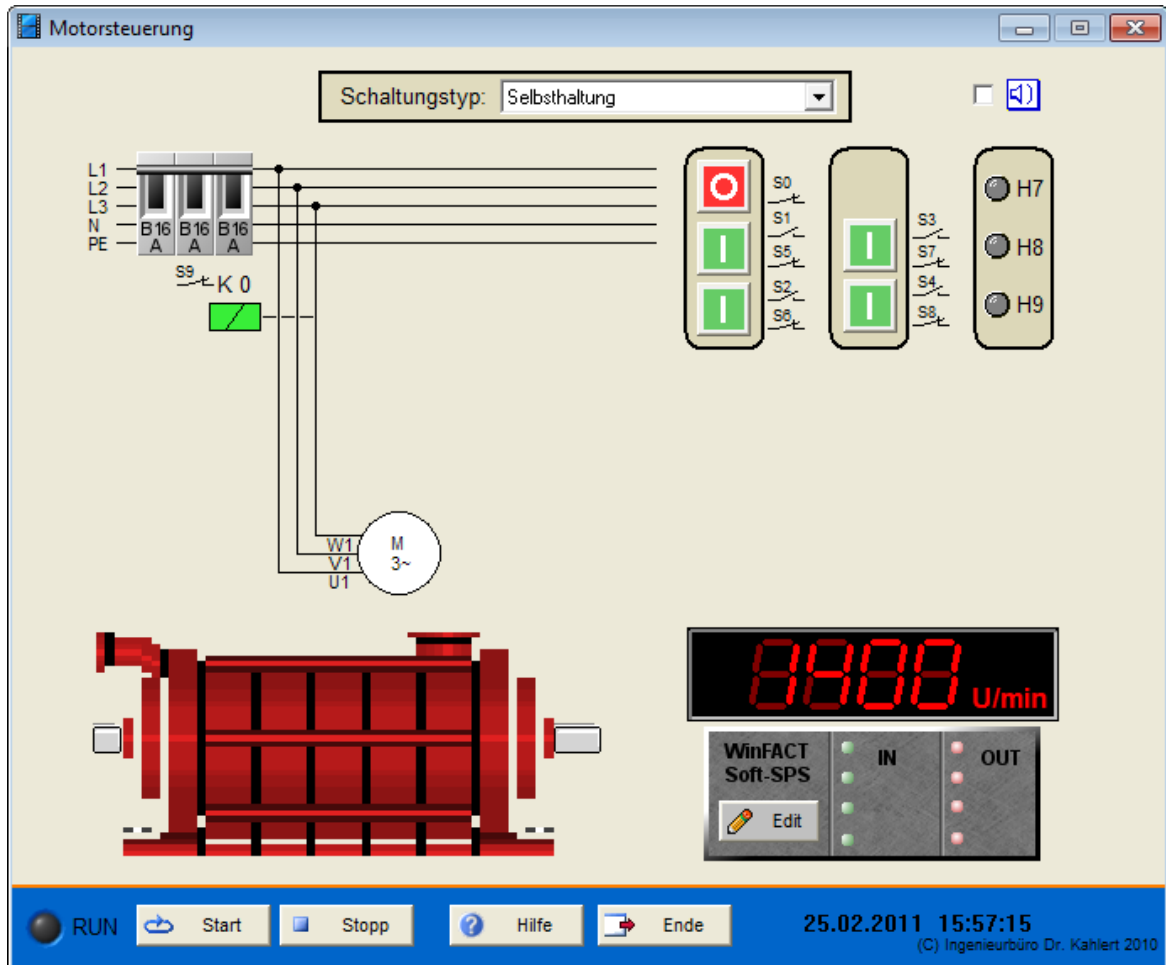 Motorsteuerung
Schaltungstyp: Selbsthaltung
L1
L2
L3
N
PE
B16 B16 B16
A A A
S9 K 0
S0
S1
S5
S2
S6
S3
S7
S4
S8
H7
H8
H9
W1
V1
U1
M
3~
1400 U/min
WinFACT
Soft-SPS
Edit
IN
OUT
RUN Start Stopp Hilfe Ende 25.02.2011 15:57:15
(C) Ingenieurbüro Dr. Kahlert 2010